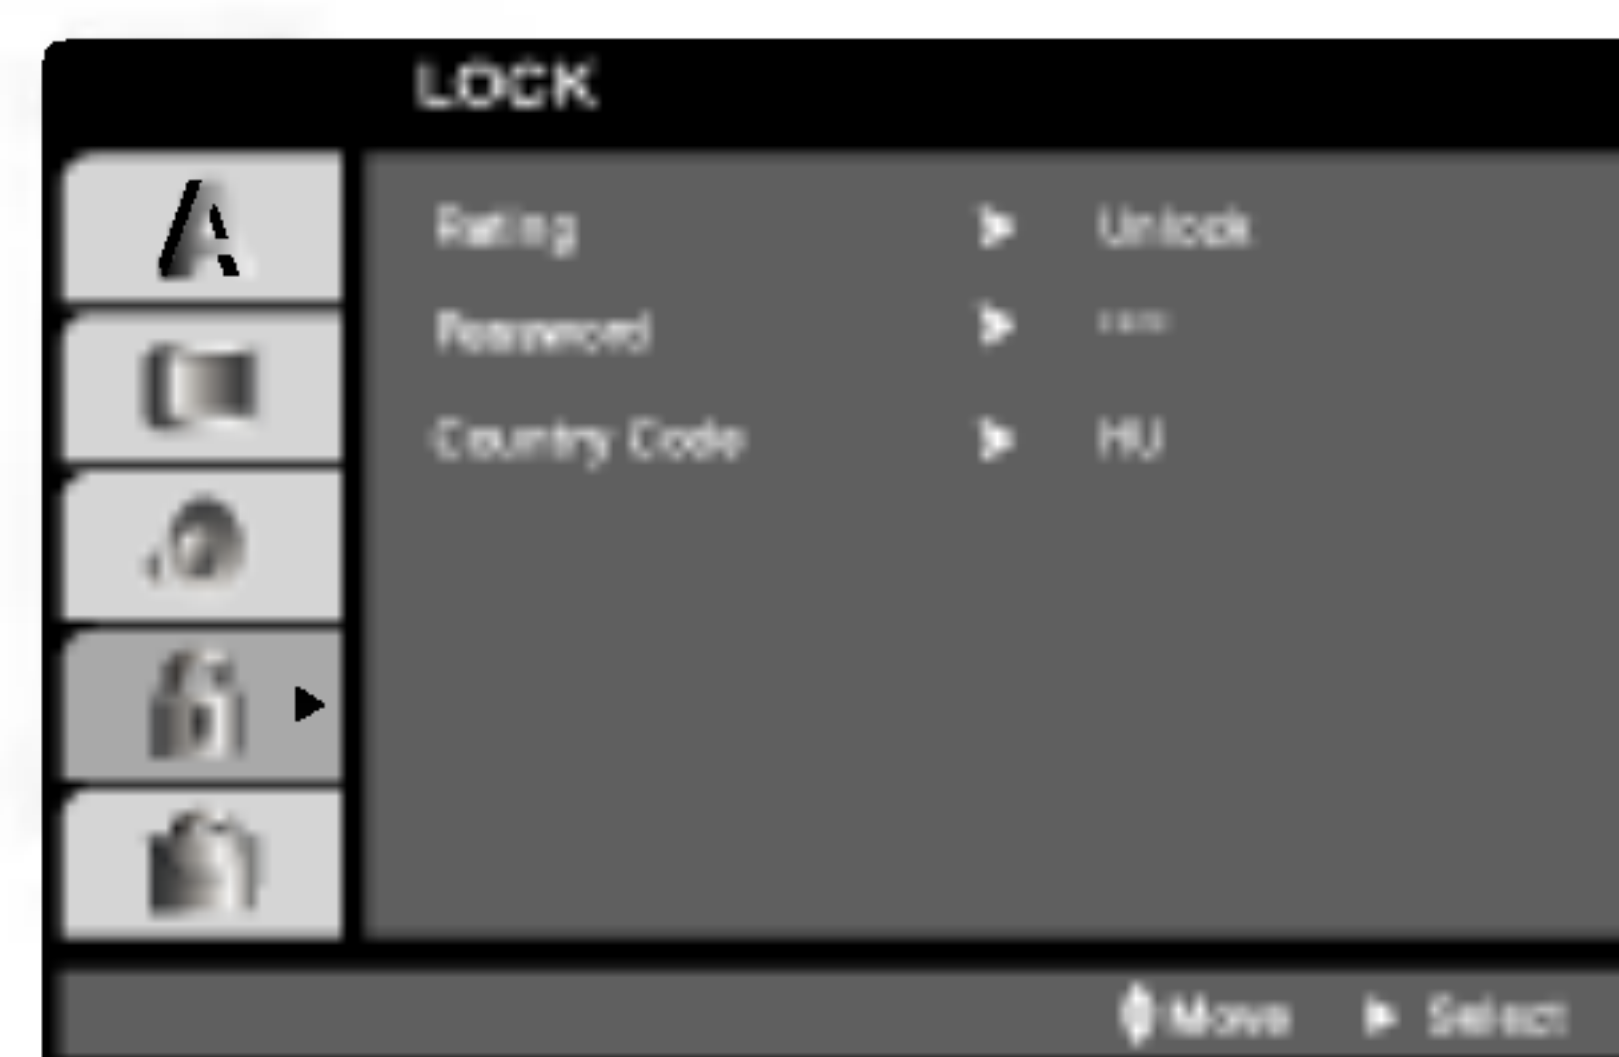 LOCK
A
Rating Unlock
Password ****
Country Code HU
Move Select